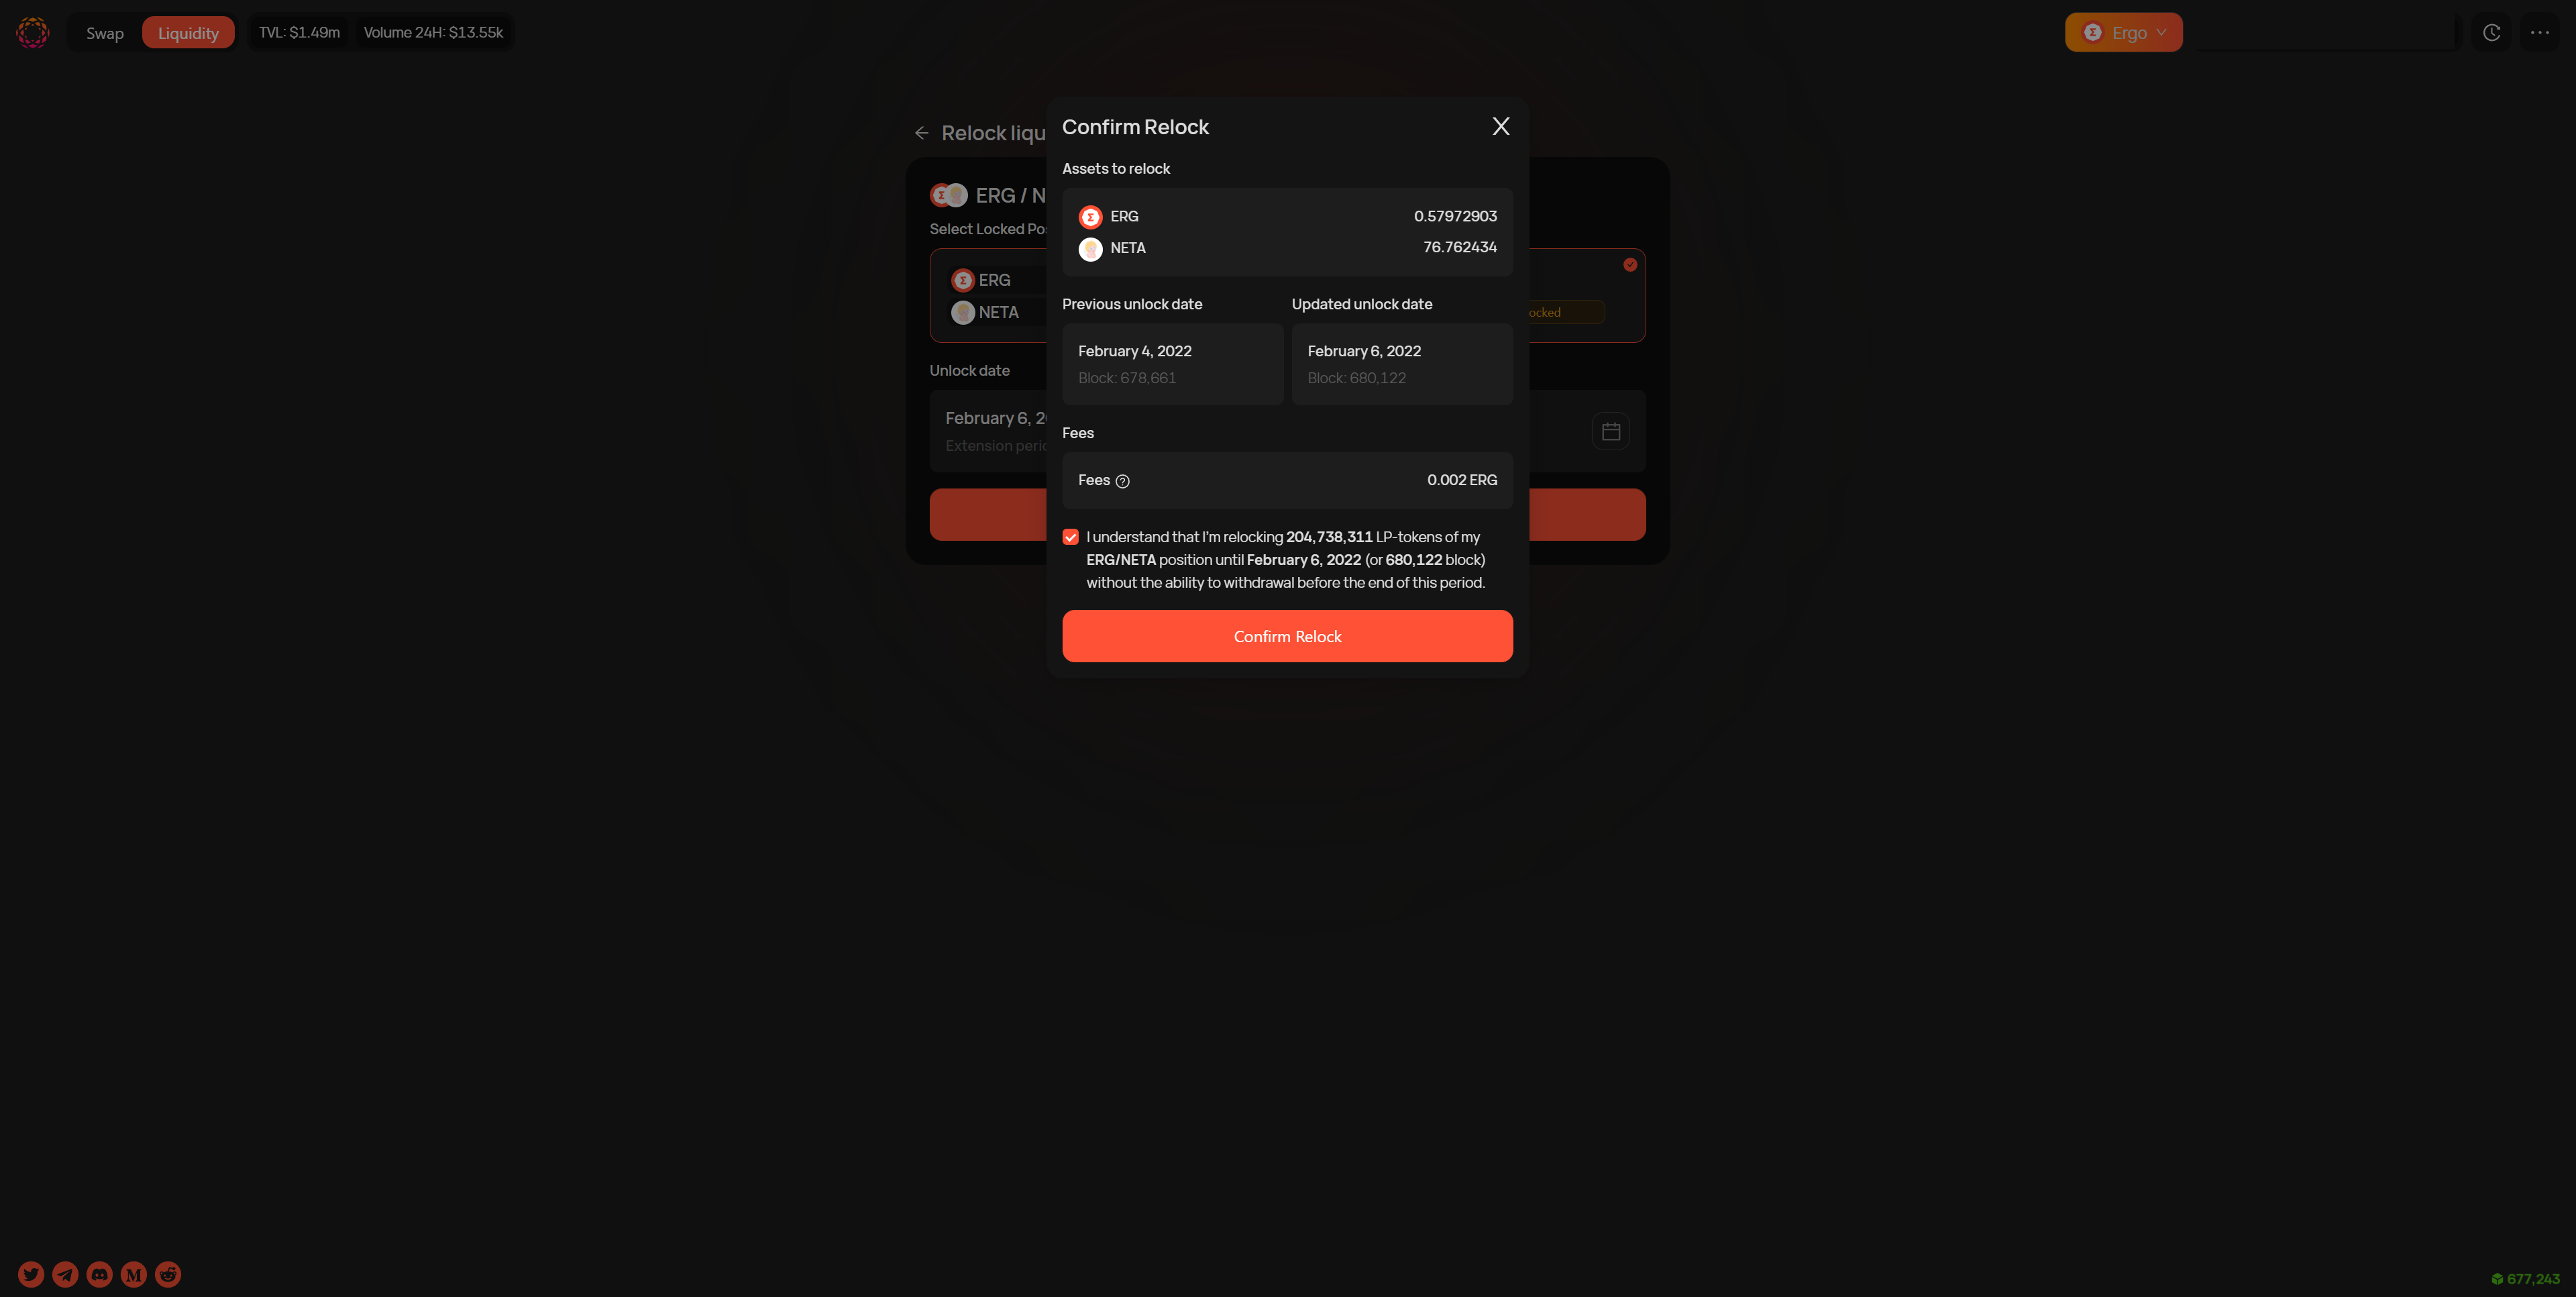 Swap
Liquidity
TVL: $1.49m
Volume 24H: $13.55k
Ergo
Relock liqu
ERG / N
Select Locked Pos
ERG
NETA
ocked
Unlock date
February 6, 20
Extension perio
Confirm Relock
X
Assets to relock
ERG 0.57972903
NETA 76.762434
Previous unlock date
February 4, 2022
Block: 678,661
Updated unlock date
February 6, 2022
Block: 680,122
Fees
Fees ? 0.002 ERG
I understand that I'm relocking 204,738,311 LP-tokens of my
ERG/NETA position until February 6, 2022 (or 680,122 block)
without the ability to withdrawal before the end of this period.
Confirm Relock
677,243